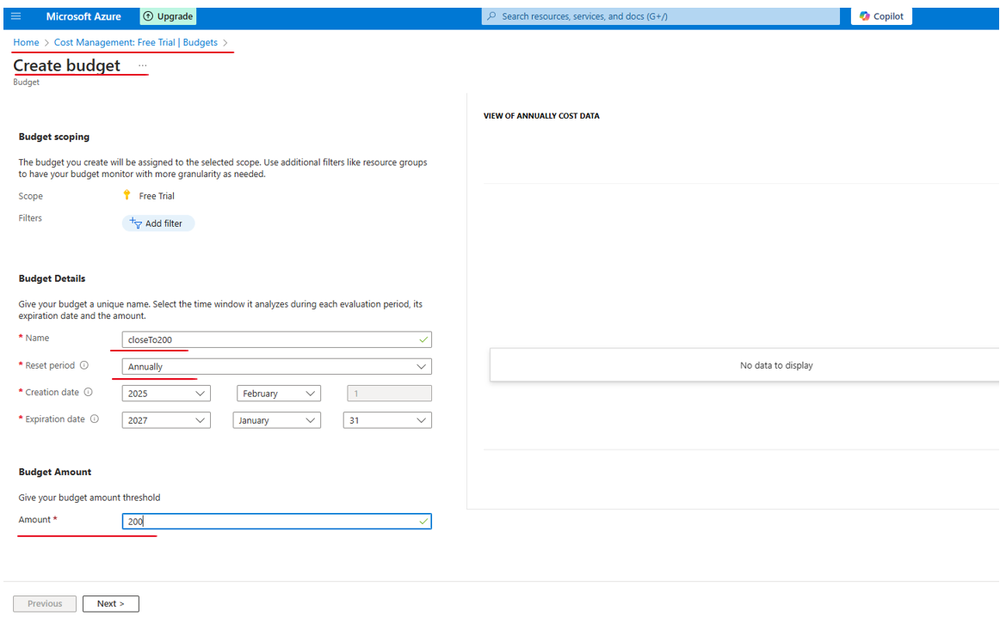 Microsoft Azure
Upgrade
Search resources, services, and docs (G+/)
Copilot
Home > Cost Management: Free Trial | Budgets >
Create budget ...
Budget
Budget scoping
The budget you create will be assigned to the selected scope. Use additional filters like resource groups
to have your budget monitor with more granularity as needed.
Scope Free Trial
Filters Add filter
Budget Details
Give your budget a unique name. Select the time window it analyzes during each evaluation period, its
expiration date and the amount.
* Name closeTo200
* Reset period Annually
* Creation date 2025 February 1
* Expiration date 2027 January 31
Budget Amount
Give your budget amount threshold
Amount * 200
Previous Next >
VIEW OF ANNUALLY COST DATA
No data to display